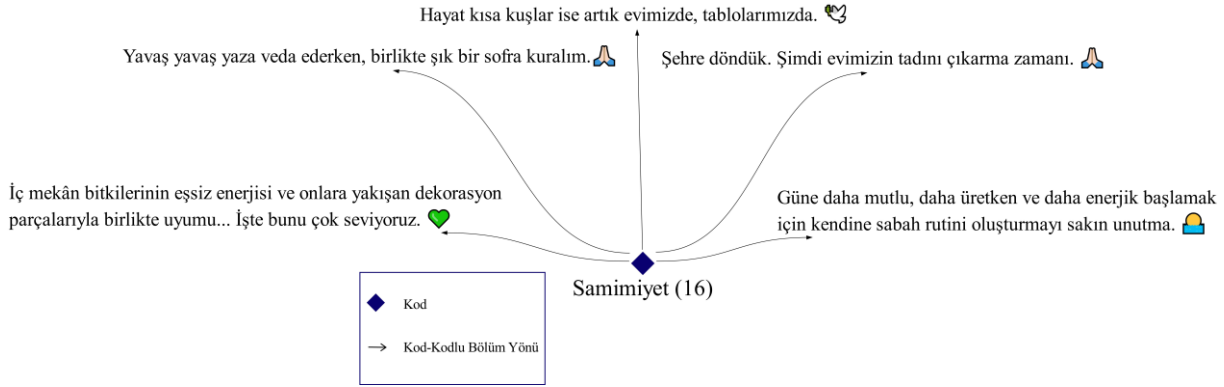 Hayat kısa kuşlar ise artık evimizde, tablolarımızda. 🕊️
Yavaş yavaş yaza veda ederken, birlikte şık bir sofra kuralım.🙏🏻
Şehre döndük. Şimdi evimizin tadını çıkarma zamanı. 🙏🏻
İç mekân bitkilerinin eşsiz enerjisi ve onlara yakışan dekorasyon
parçalarıyla birlikte uyumu... İşte bunu çok seviyoruz. 💚
Güne daha mutlu, daha üretken ve daha enerjik başlamak
için kendine sabah rutini oluşturmayı sakın unutma. 🌅
Samimiyet (16)
Kod
Kod-Kodlu Bölüm Yönü